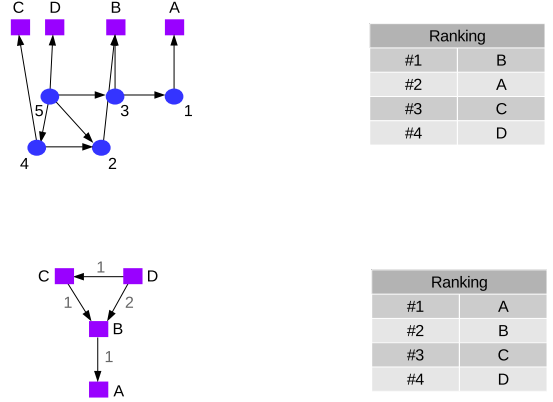 C D B A
5 3 1
4 2
Ranking
#1 B
#2 A
#3 C
#4 D
C 1 D
1 2
B
1
A
Ranking
#1 A
#2 B
#3 C
#4 D